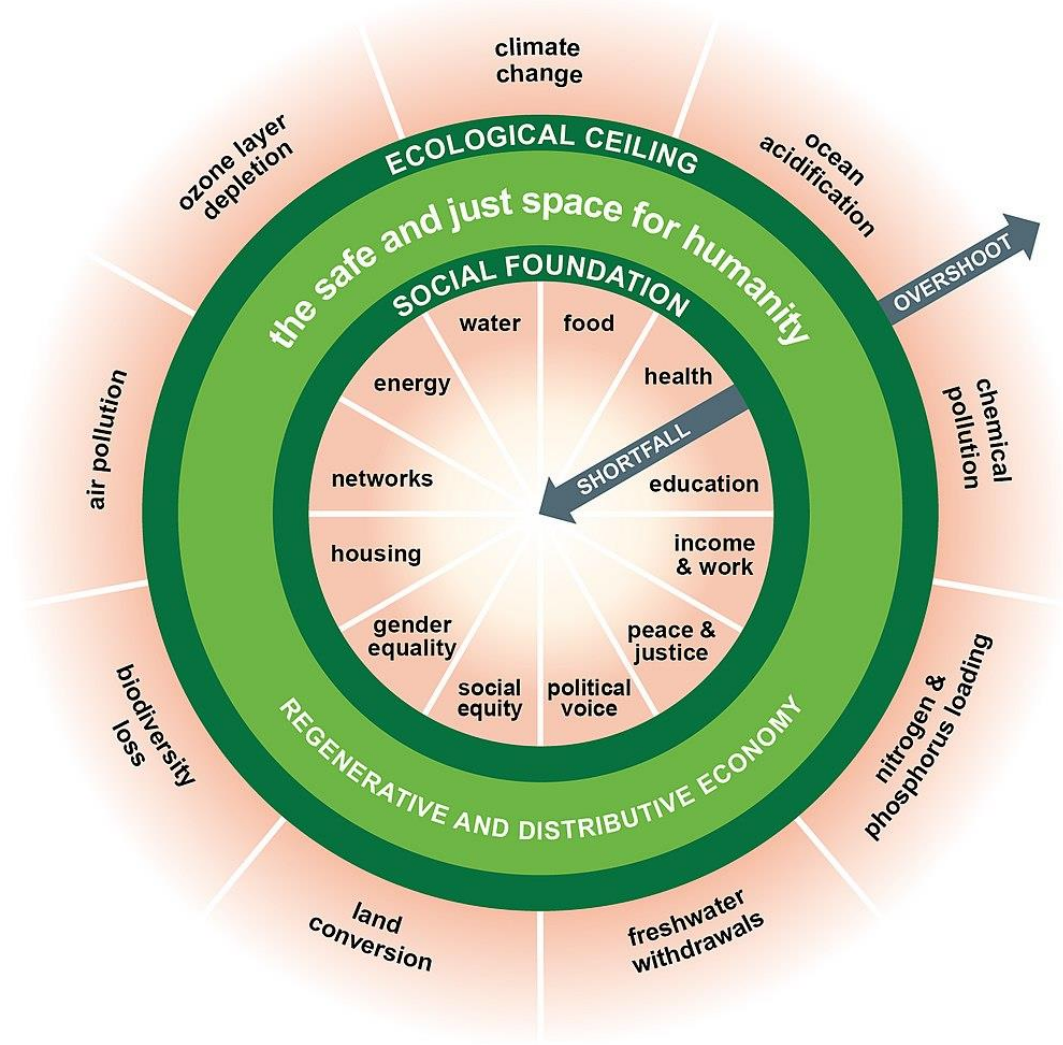 climate
change
ocean
acidification
OVERSHOOT
chemical
pollution
nitrogen &
phosphorus loading
freshwater
withdrawals
land
conversion
biodiversity
loss
air pollution
ozone layer
depletion
ECOLOGICAL CEILING
the safe and just space for humanity
SOCIAL FOUNDATION
water
food
health
SHORTFALL
education
income
& work
peace &
justice
political
voice
social
equity
gender
equality
housing
networks
energy
REGENERATIVE AND DISTRIBUTIVE ECONOMY